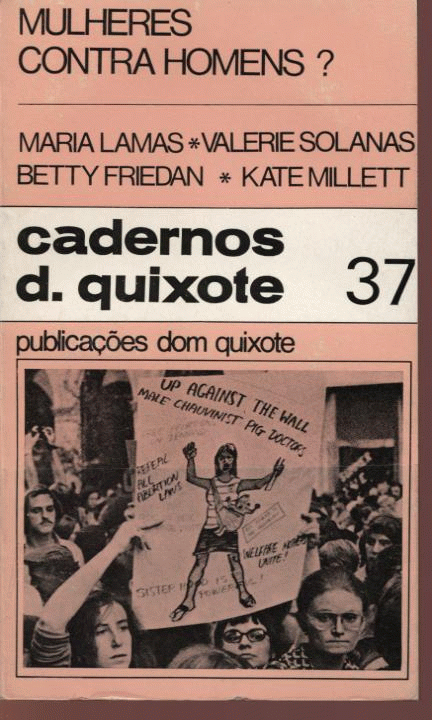 MULHERES
CONTRA HOMENS ?
MARIA LAMAS * VALERIE SOLANAS
BETTY FRIEDAN * KATE MILLETT
cadernos
d. quixote 37
publicações dom quixote
UP AGAINST THE WALL
MALE CHAUVINIST PIG DOCTORS
REPEAL
ALL
ABORTION
LAWS
WELFARE
UNITE!
SISTERHOOD IS
POWERFUL!